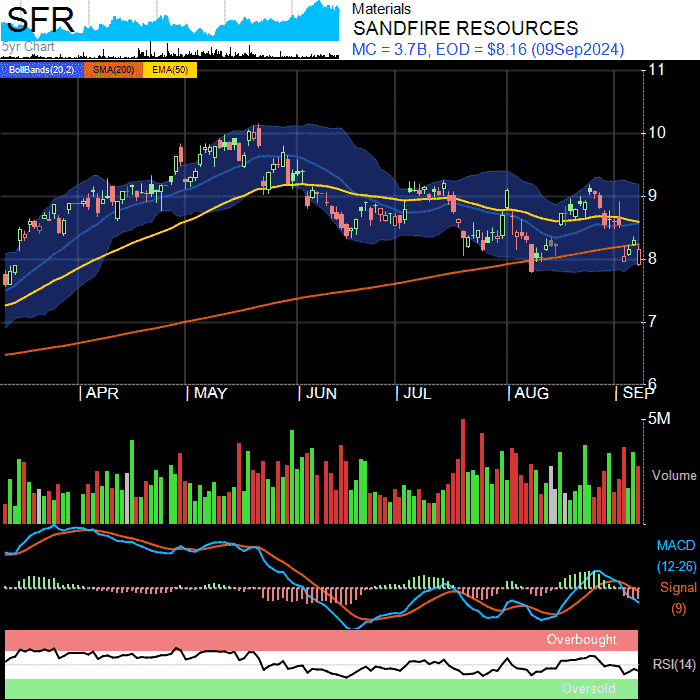 SFR
5yr Chart
Materials
SANDFIRE RESOURCES
MC = 3.7B, EOD = $8.16 (09Sep2024)
BollBands(20,2) SMA(200) EMA(50)
11
10
9
8
7
6
APR MAY JUN JUL AUG SEP
5M
Volume
MACD
(12-26)
Signal
(9)
Overbought
RSI(14)
Oversold